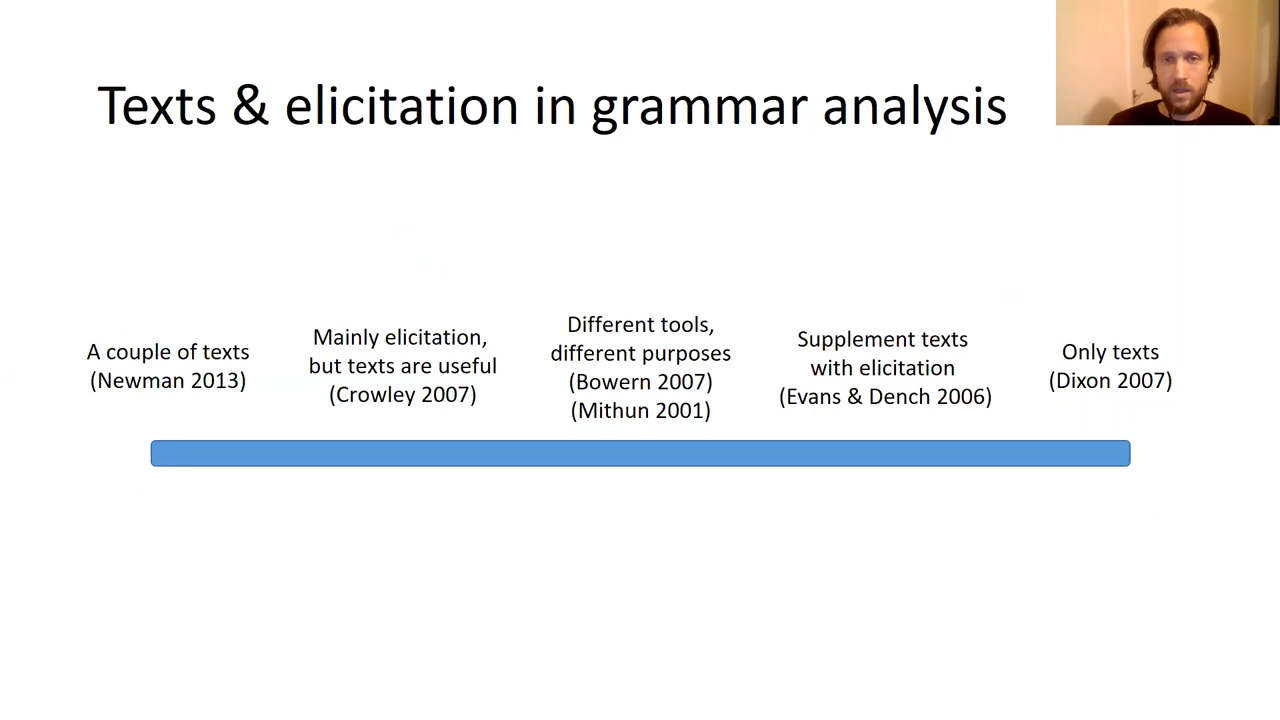 Texts & elicitation in grammar analysis
A couple of texts
(Newman 2013)
Mainly elicitation,
but texts are useful
(Crowley 2007)
Different tools,
different purposes
(Bowern 2007)
(Mithun 2001)
Supplement texts
with elicitation
(Evans & Dench 2006)
Only texts
(Dixon 2007)